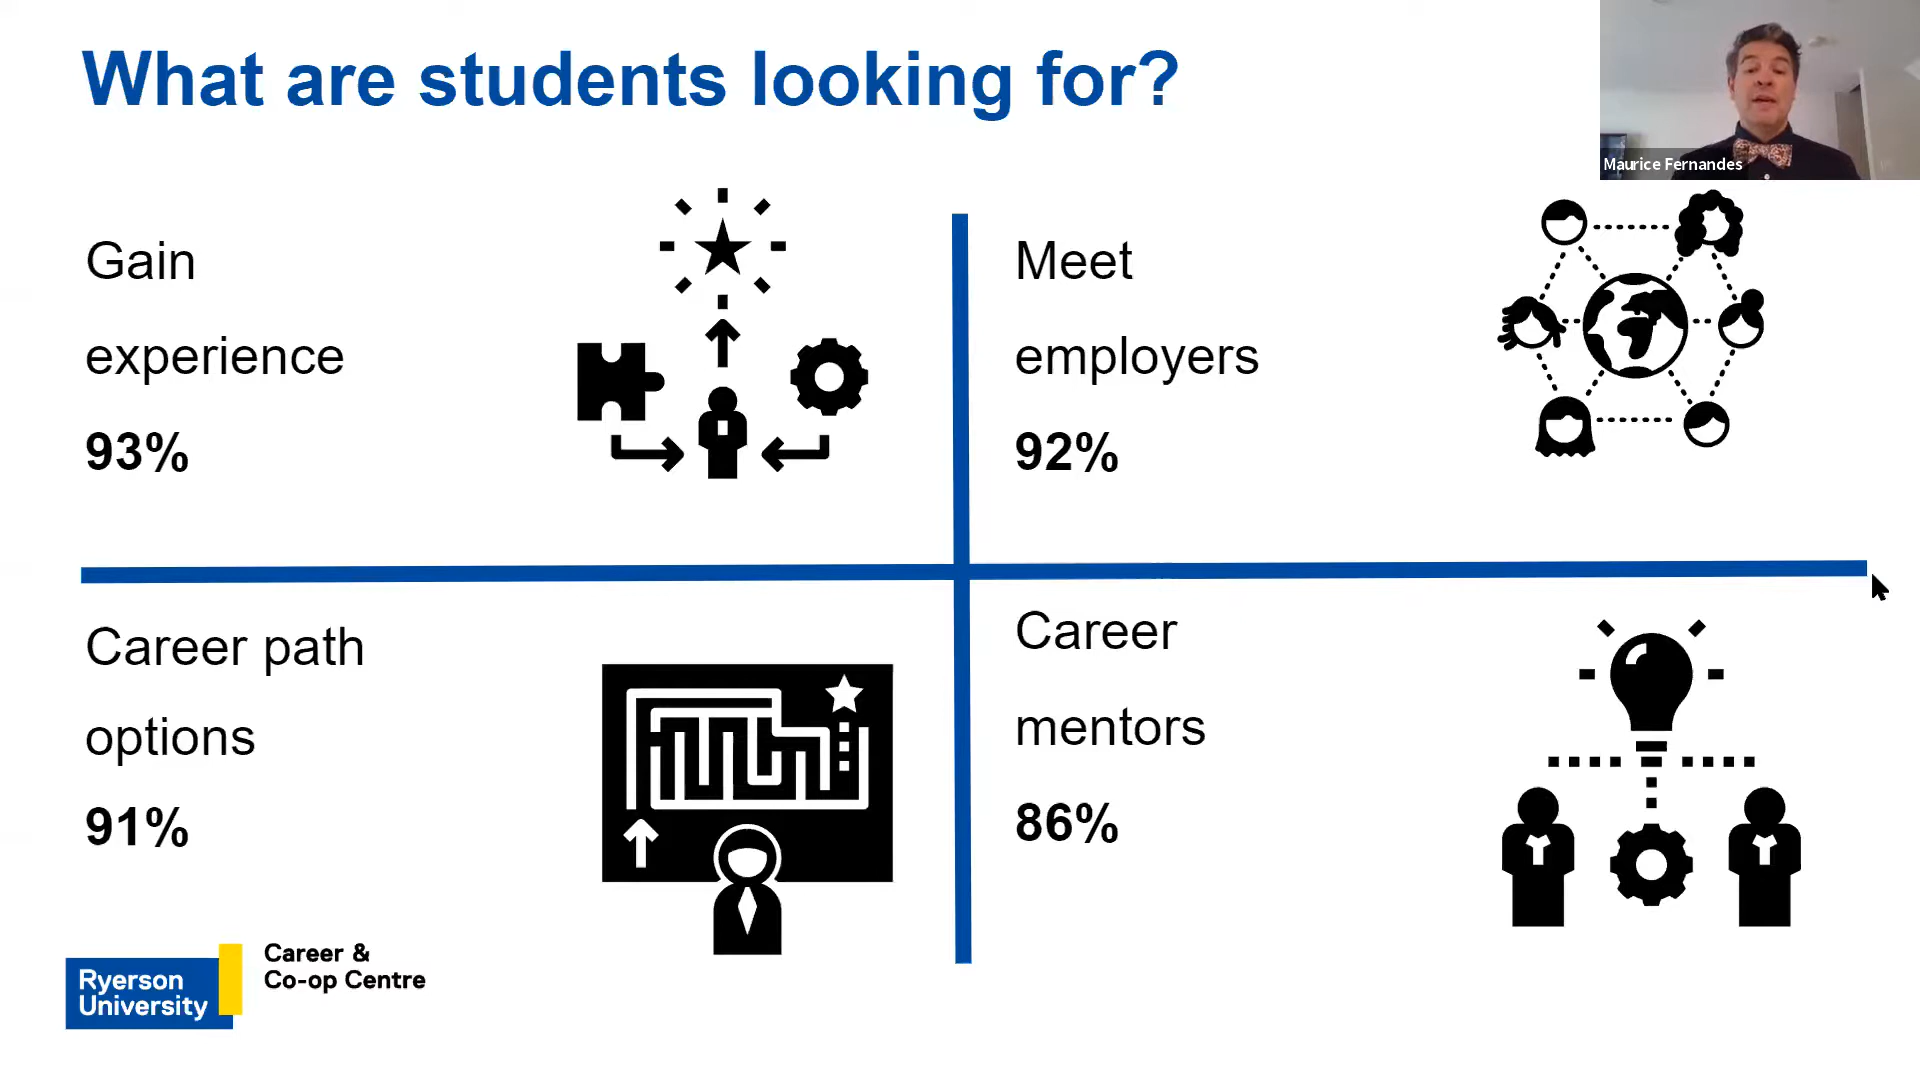 What are students looking for?
Maurice Fernandes
Gain
experience
93%
Meet
employers
92%
Career path
options
91%
Career
mentors
86%
Ryerson
University
Career &
Co-op Centre